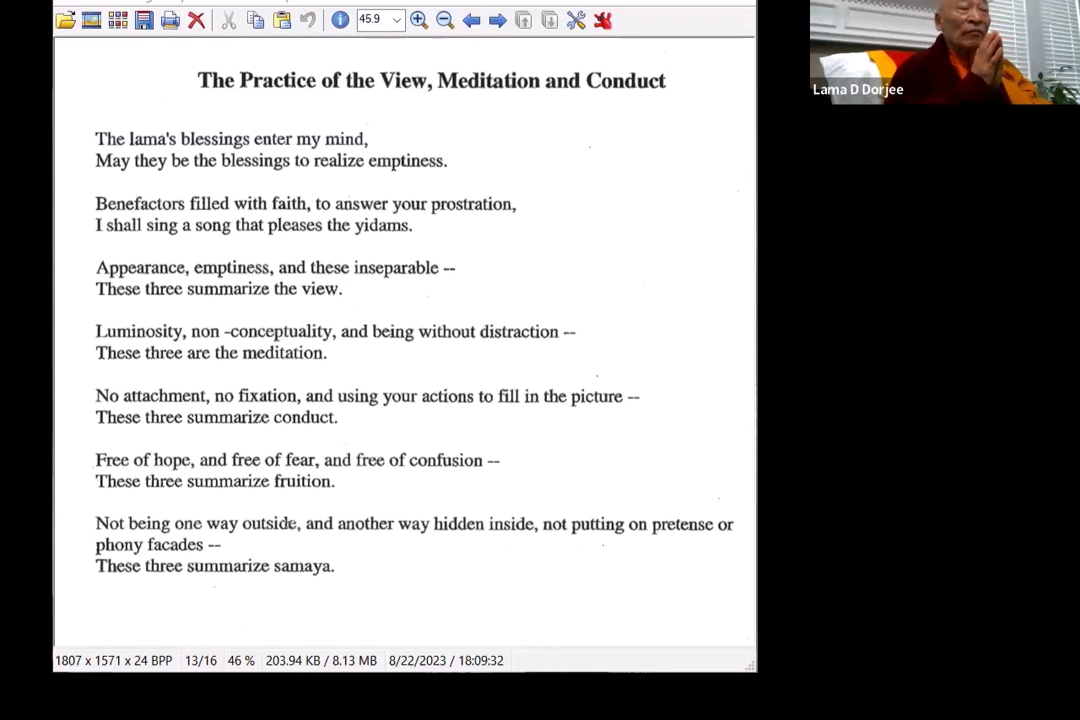 45.9
Lama D Dorjee
The Practice of the View, Meditation and Conduct
The lama's blessings enter my mind,
May they be the blessings to realize emptiness.
Benefactors filled with faith, to answer your prostration,
I shall sing a song that pleases the yidams.
Appearance, emptiness, and these inseparable --
These three summarize the view.
Luminosity, non -conceptuality, and being without distraction --
These three are the meditation.
No attachment, no fixation, and using your actions to fill in the picture --
These three summarize conduct.
Free of hope, and free of fear, and free of confusion --
These three summarize fruition.
Not being one way outside, and another way hidden inside, not putting on pretense or
phony facades --
These three summarize samaya.
1807 x 1571 x 24 BPP 13/16 46 % 203.94 KB / 8.13 MB 8/22/2023 / 18:09:32